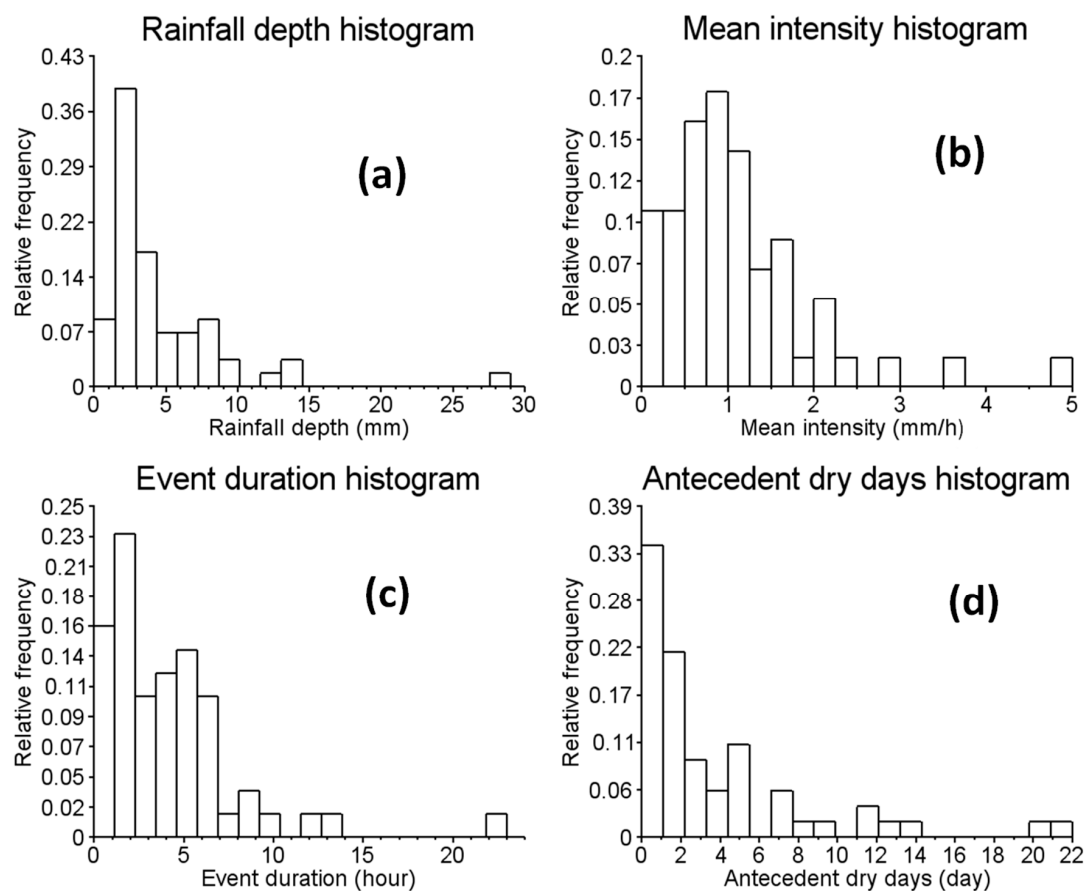 Rainfall depth histogram
Relative frequency
0.43
0.36
0.29
0.22
0.14
0.07
0
(a)
0 5 10 15 20 25 30
Rainfall depth (mm)
Mean intensity histogram
Relative frequency
0.2
0.17
0.15
0.12
0.1
0.07
0.05
0.03
0
(b)
0 1 2 3 4 5
Mean intensity (mm/h)
Event duration histogram
Relative frequency
0.25
0.23
0.21
0.18
0.16
0.14
0.11
0.09
0.07
0.05
0.02
0
(c)
0 5 10 15 20
Event duration (hour)
Antecedent dry days histogram
Relative frequency
0.39
0.33
0.28
0.22
0.17
0.11
0.06
0
(d)
0 2 4 6 8 10 12 14 16 18 20 22
Antecedent dry days (day)